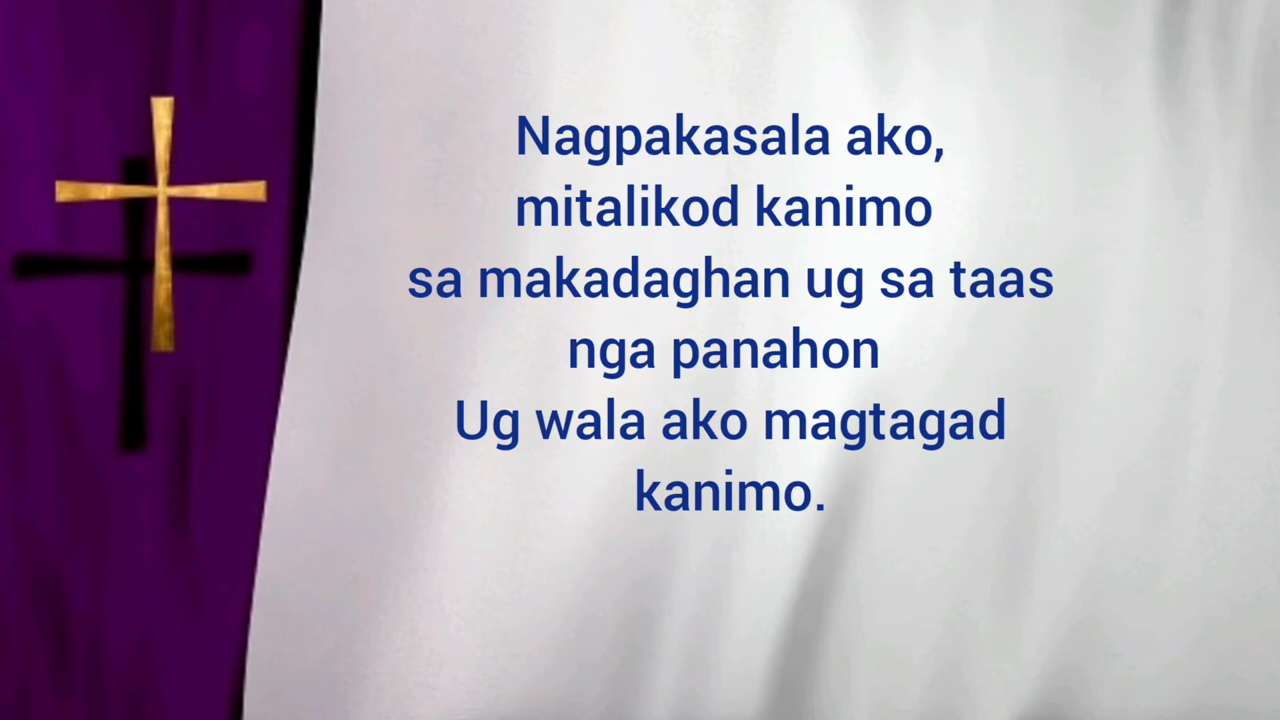 Nagpakasala ako,
mitalikod kanimo
sa makadaghan ug sa taas
nga panahon
Ug wala ako magtagad
kanimo.